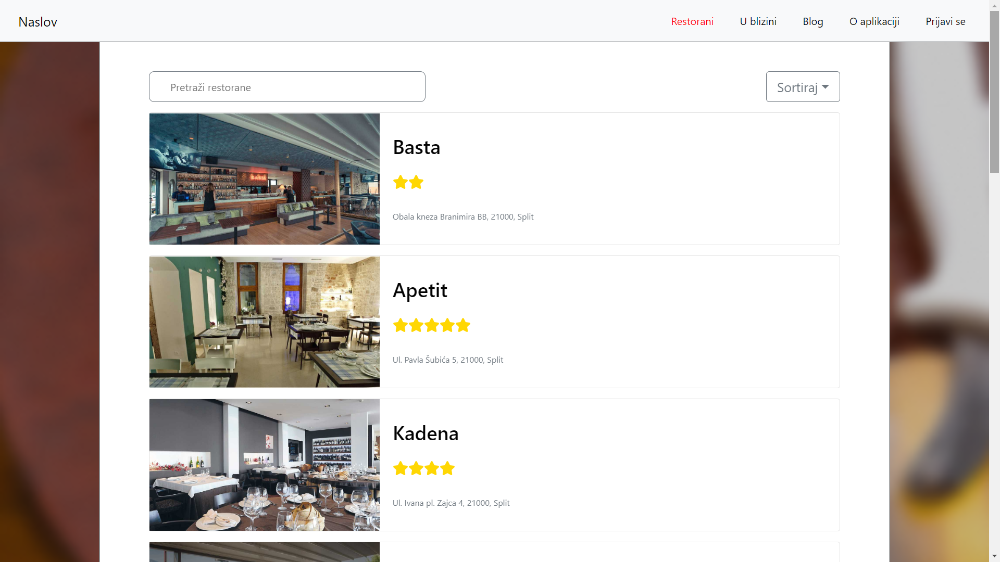 Naslov
Restorani
U blizini
Blog
O aplikaciji
Prijavi se
Pretraži restorane
Sortiraj
BASTA
Basta
Obala kneza Branimira BB, 21000, Split
Apetit
Ul. Pavla Šubića 5, 21000, Split
Kadena
Ul. Ivana pl. Zajca 4, 21000, Split